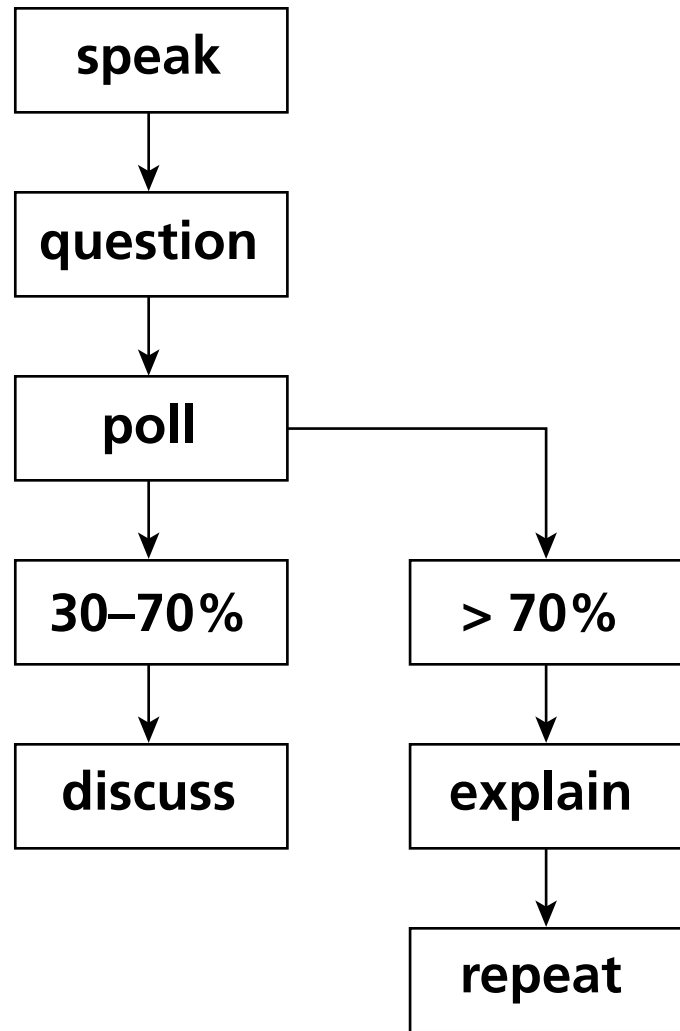 speak
question
poll
30–70%
> 70%
discuss
explain
repeat